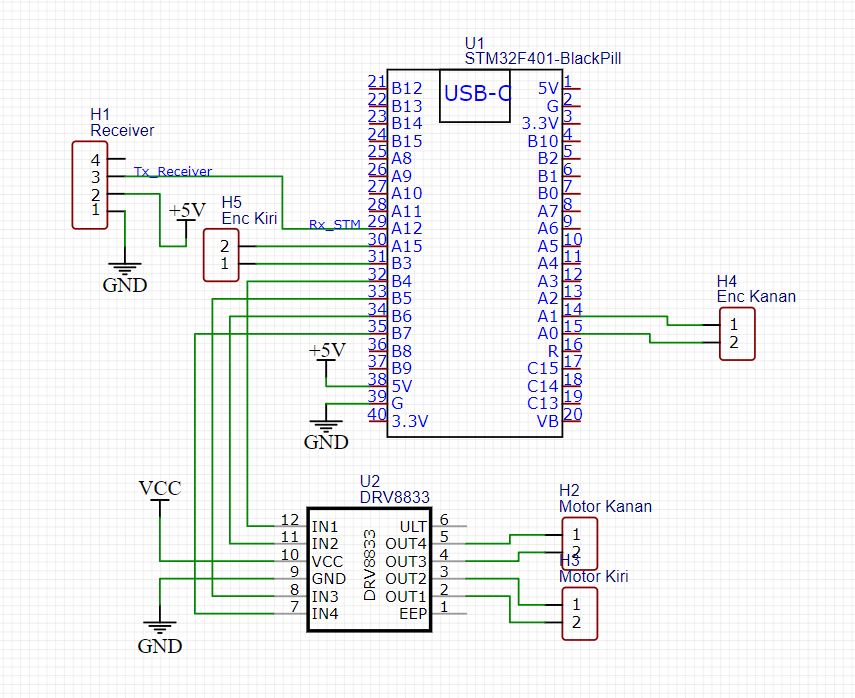 U1
STM32F401-BlackPill
USB-C
21 B12
22 B13
23 B14
24 B15
25 A8
26 A9
27 A10
28 A11
29 A12
30 A15
31 B3
32 B4
33 B5
34 B6
35 B7
36 B8
37 B9
38 5V
39 G
40 3.3V
5V 1
G 2
3.3V 3
B10 4
B2 5
B1 6
B0 7
A7 8
A6 9
A5 10
A4 11
A3 12
A2 13
A1 14
A0 15
R 16
C15 17
C14 18
C13 19
VB 20
H1
Receiver
4
3
2
1
Tx_Receiver
Rx_STM
+5V
GND
H5
Enc Kiri
2
1
+5V
GND
H4
Enc Kanan
1
2
VCC
GND
U2
DRV8833
DRV8833
12 IN1
11 IN2
10 VCC
9 GND
8 IN3
7 IN4
ULT 6
OUT4 5
OUT3 4
OUT2 3
OUT1 2
EEP 1
H2
Motor Kanan
1
2
H3
Motor Kiri
1
2